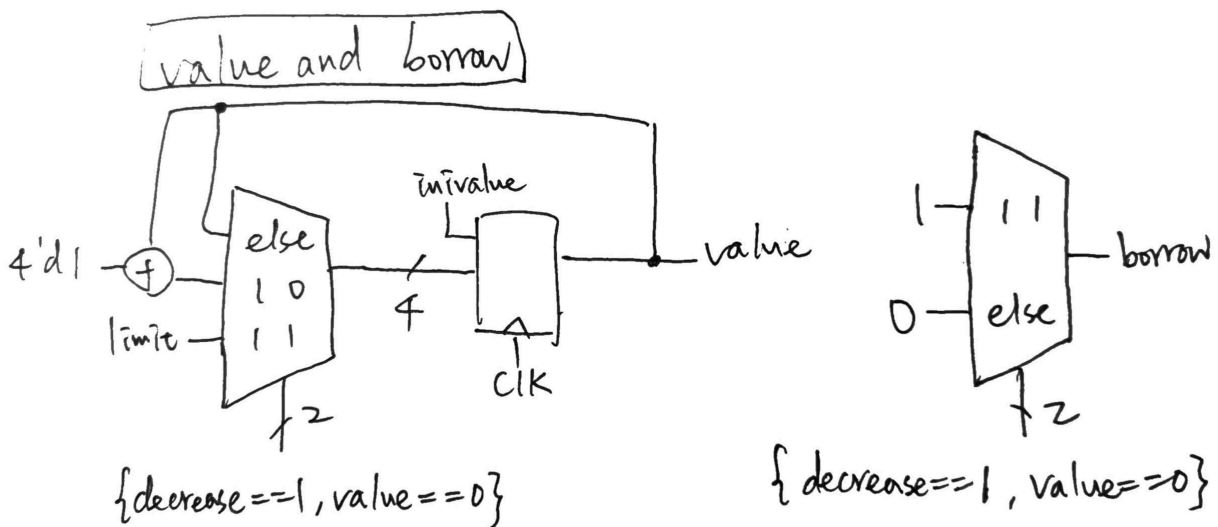 value and borrow
inivalue
else
4'd1
+
1 0
limit
1 1
4
value
clk
2
{decrease==1, value==0}
1
1 1
borrow
0
else
2
{decrease==1, value==0}